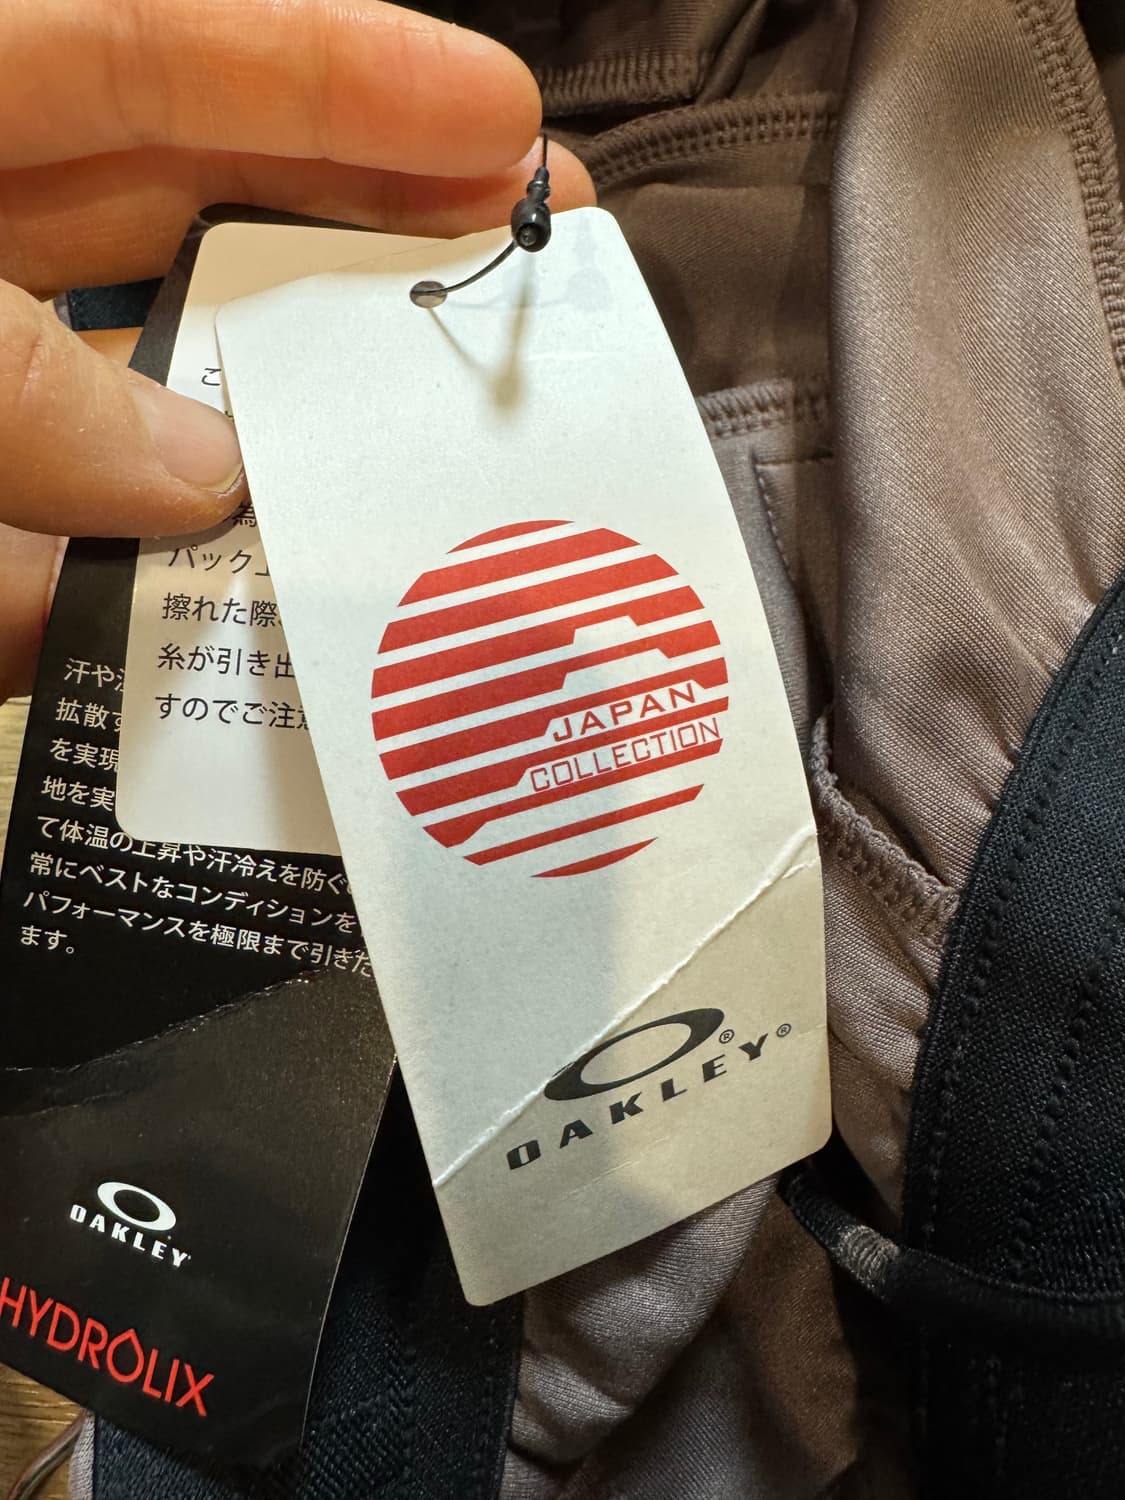 JAPAN
COLLECTION
OAKLEY®
こ
為
パック
擦れた際
糸が引き出
すのでご注意
汗や
拡散す
を実現
地を実
て体温の上昇や汗冷えを防ぐ
常にベストなコンディションを
パフォーマンスを極限まで引きだ
ます。
OAKLEY
HYDROLIX